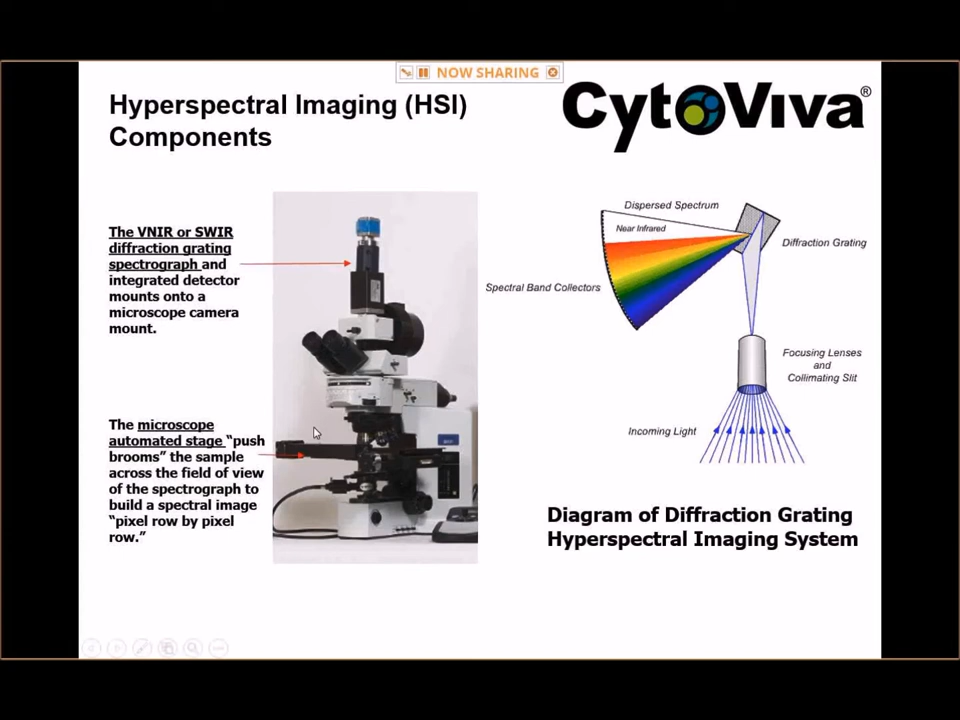 NOW SHARING
Hyperspectral Imaging (HSI)
Components
CytoViva®
The VNIR or SWIR
diffraction grating
spectrograph and
integrated detector
mounts onto a
microscope camera
mount.
The microscope
automated stage “push
brooms” the sample
across the field of view
of the spectrograph to
build a spectral image
“pixel row by pixel
row.”
Dispersed Spectrum
Near Infrared
Diffraction Grating
Spectral Band Collectors
Focusing Lenses
and
Collimating Slit
Incoming Light
Diagram of Diffraction Grating
Hyperspectral Imaging System